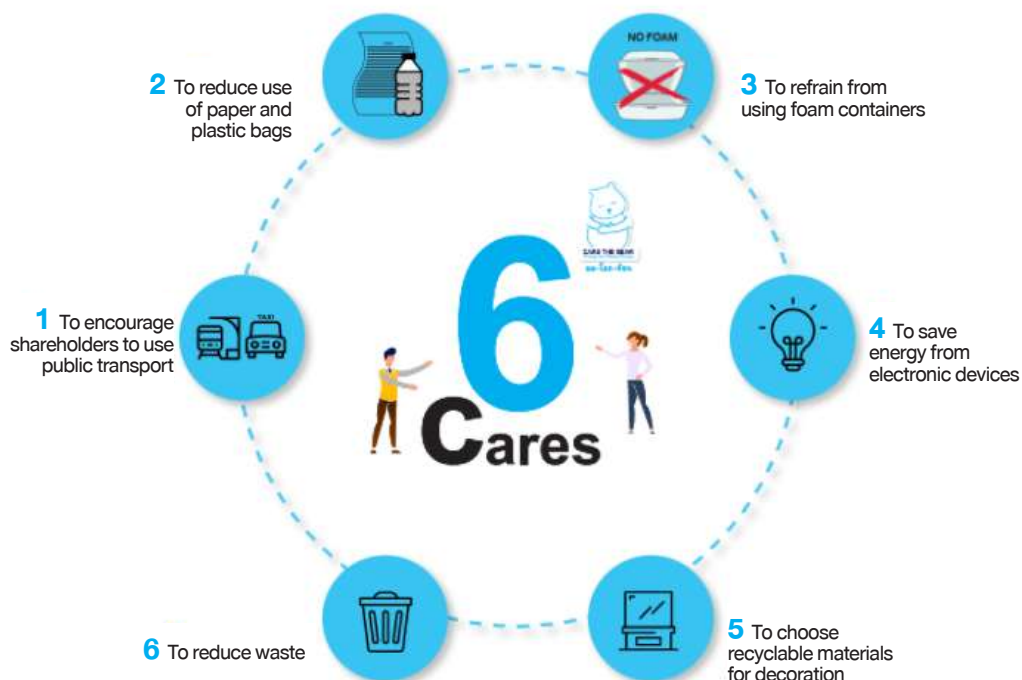 NO FOAM
2 To reduce use
of paper and
plastic bags
3 To refrain from
using foam containers
CARE THE BEAR
6
Cares
TAXI
1 To encourage
shareholders to use
public transport
4 To save
energy from
electronic devices
6 To reduce waste
5 To choose
recyclable materials
for decoration